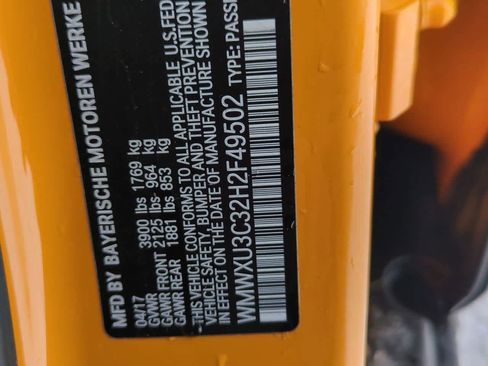 MFD BY BAYERISCHE MOTOREN WERKE
04/17
GVWR 3900 lbs 1769 kg
GAWR FRONT 2125 lbs- 964 kg
GAWR REAR 1881 lbs 853 kg
THIS VEHICLE CONFORMS TO ALL APPLICABLE U.S. FED
VEHICLE SAFETY, BUMPER AND THEFT PREVENTION
IN EFFECT ON THE DATE OF MANUFACTURE SHOWN
WMWXU3C32H2F49502 TYPE: PASSE